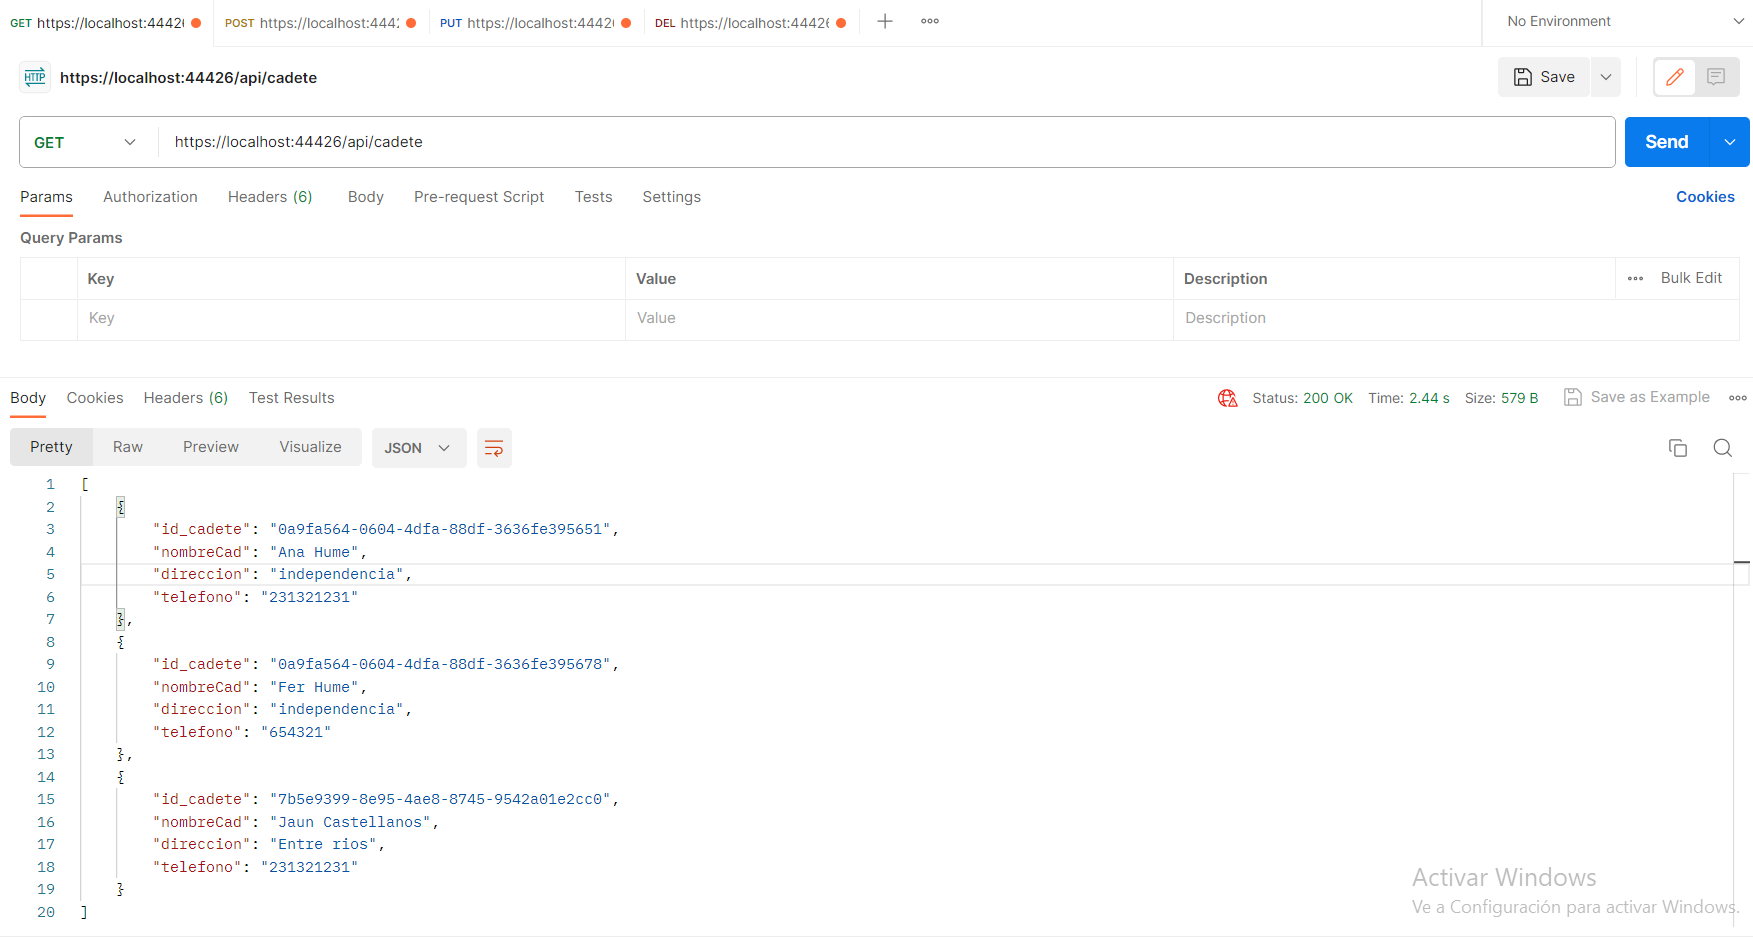 GET https://localhost:4442 POST https://localhost:444 PUT https://localhost:4442 DEL https://localhost:4442 No Environment
HTTP https://localhost:44426/api/cadete Save
GET https://localhost:44426/api/cadete Send
Params Authorization Headers (6) Body Pre-request Script Tests Settings Cookies
Query Params
Key Value Description Bulk Edit
Key Value Description
Body Cookies Headers (6) Test Results Status: 200 OK Time: 2.44 s Size: 579 B Save as Example
Pretty Raw Preview Visualize JSON
1 [
2 {
3 "id_cadete": "0a9fa564-0604-4dfa-88df-3636fe395651",
4 "nombreCad": "Ana Hume",
5 "direccion": "independencia",
6 "telefono": "231321231"
7 },
8 {
9 "id_cadete": "0a9fa564-0604-4dfa-88df-3636fe395678",
10 "nombreCad": "Fer Hume",
11 "direccion": "independencia",
12 "telefono": "654321"
13 },
14 {
15 "id_cadete": "7b5e9399-8e95-4ae8-8745-9542a01e2cc0",
16 "nombreCad": "Jaun Castellanos",
17 "direccion": "Entre rios",
18 "telefono": "231321231"
19 }
20 ]
Activar Windows
Ve a Configuración para activar Windows.